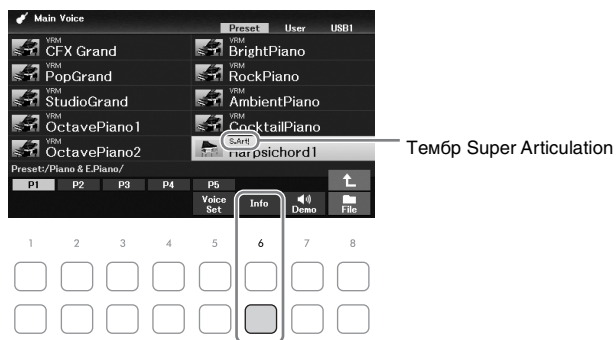 Main Voice
Preset User USB1
VRM VRM
CFX Grand BrightPiano
VRM VRM
PopGrand RockPiano
VRM VRM
StudioGrand AmbientPiano
VRM VRM
OctavePiano1 CocktailPiano
VRM S.Art!
OctavePiano2 Harpsichord1
Тембр Super Articulation
Preset:/Piano & E.Piano/
P1 P2 P3 P4 P5
Voice Set Info Demo File
1 2 3 4 5 6 7 8